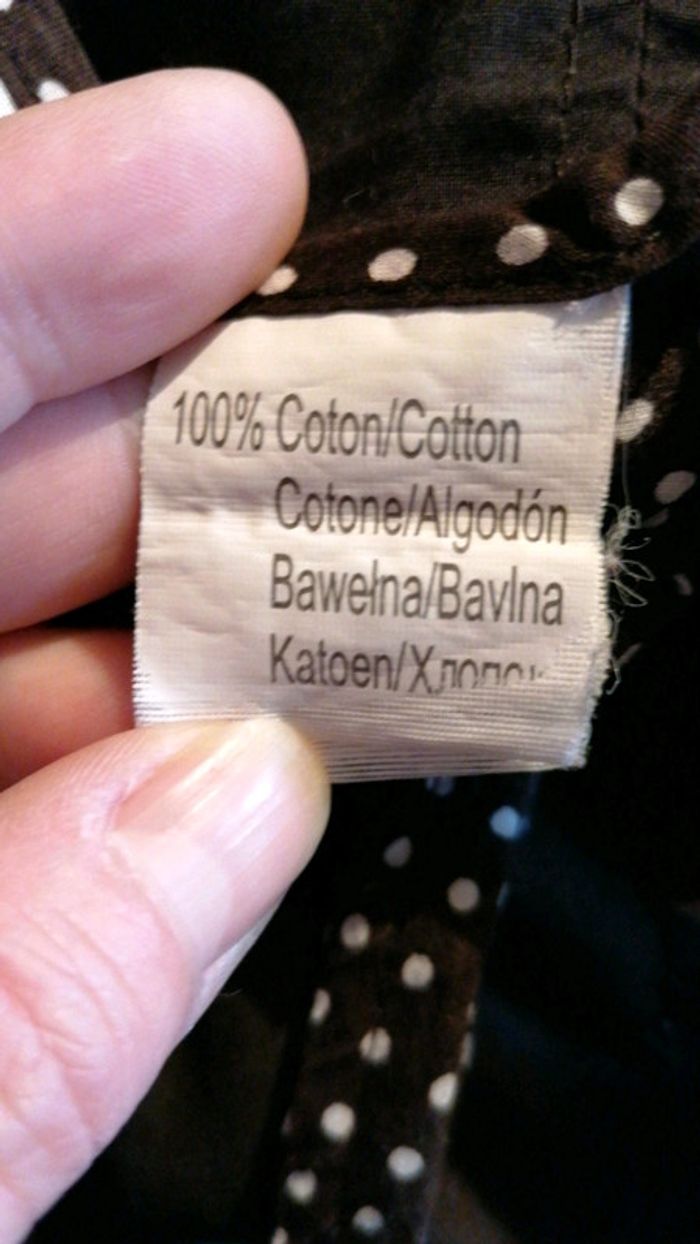 100% Coton/Cotton
Cotone/Algodón
Bawełna/Bavlna
Katoen/